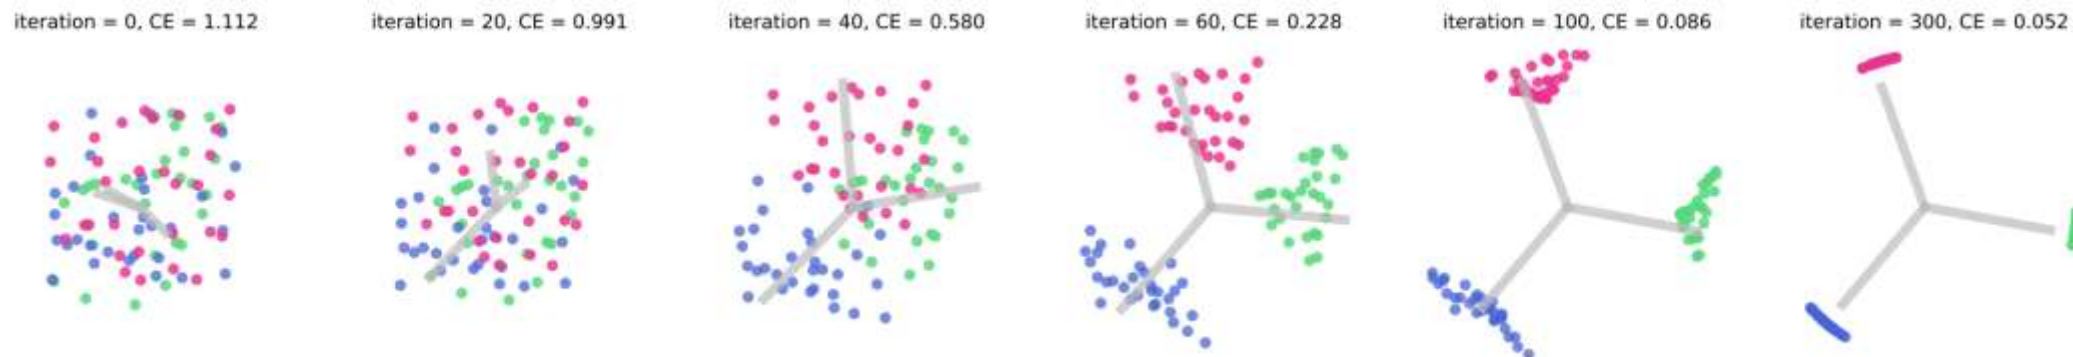 iteration = 0, CE = 1.112
iteration = 20, CE = 0.991
iteration = 40, CE = 0.580
iteration = 60, CE = 0.228
iteration = 100, CE = 0.086
iteration = 300, CE = 0.052